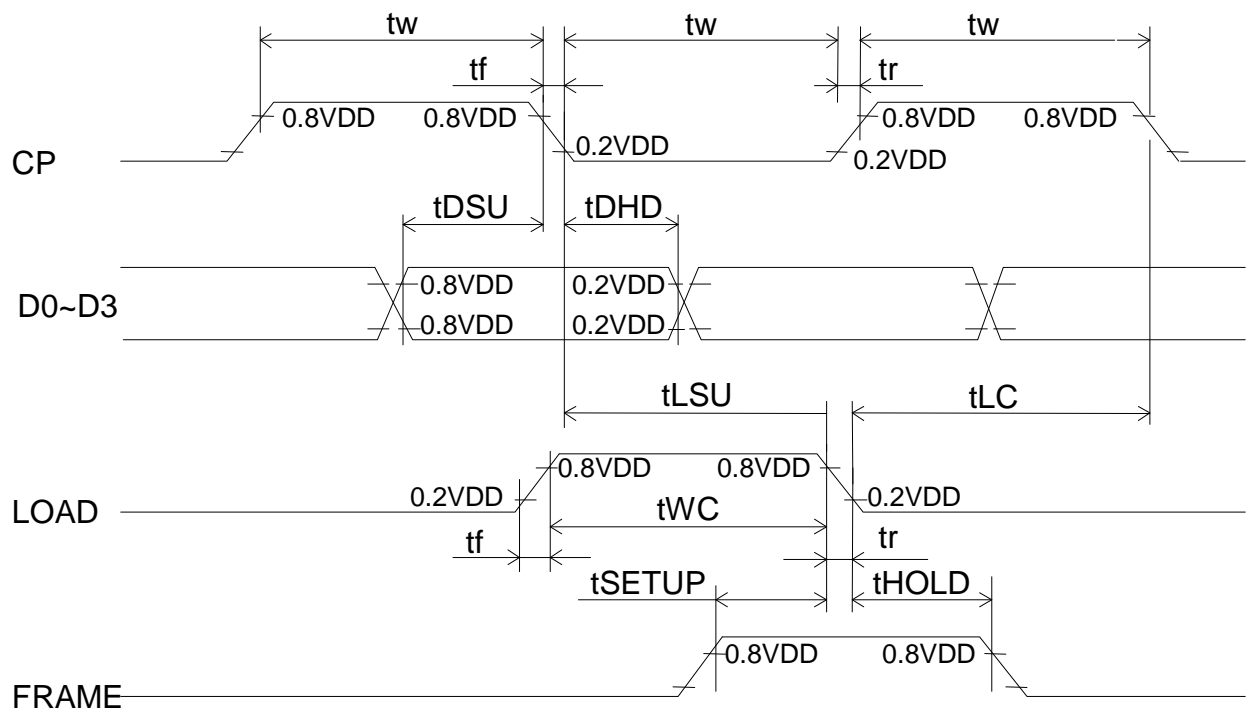 tw tw tw
tf tr
0.8VDD 0.8VDD 0.8VDD 0.8VDD
CP 0.2VDD 0.2VDD
tDSU tDHD
0.8VDD 0.2VDD
D0~D3
0.8VDD 0.2VDD
tLSU tLC
0.8VDD 0.8VDD
LOAD 0.2VDD 0.2VDD
tWC
tf tr
tSETUP tHOLD
0.8VDD 0.8VDD
FRAME